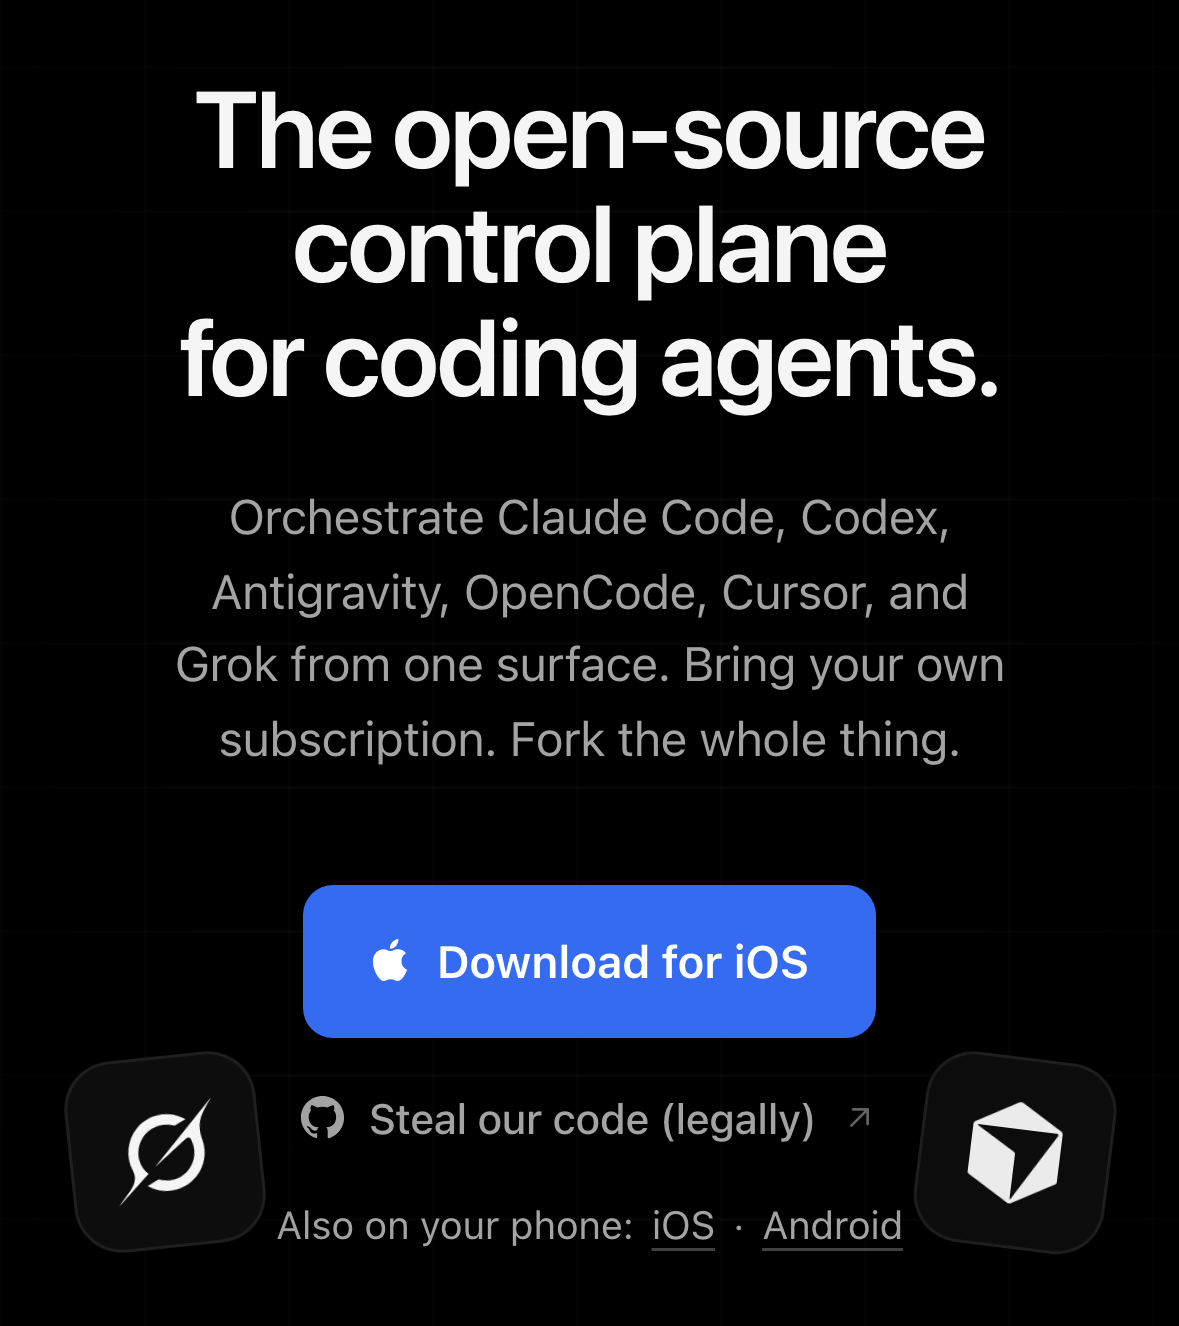 The open-source
control plane
for coding agents.
Orchestrate Claude Code, Codex,
Antigravity, OpenCode, Cursor, and
Grok from one surface. Bring your own
subscription. Fork the whole thing.
Download for iOS
Steal our code (legally) ↗
Also on your phone: iOS · Android